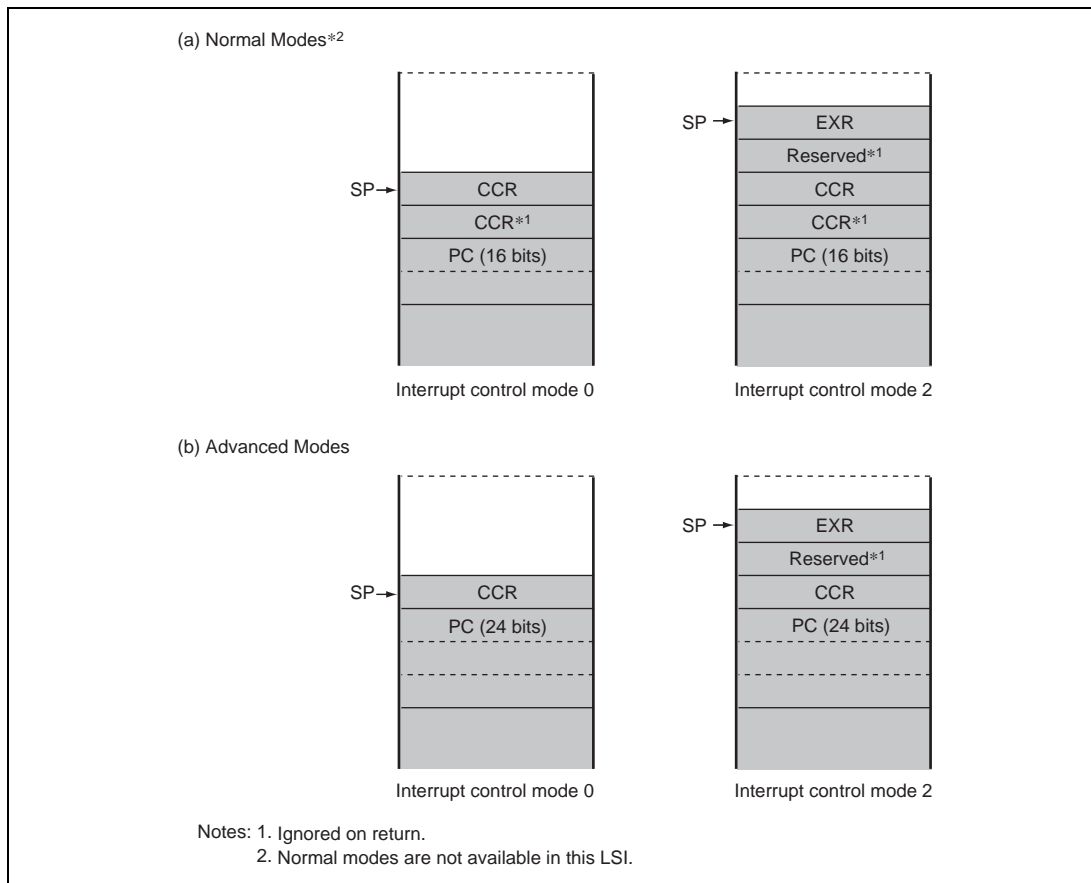 (a) Normal Modes*2
SP
CCR
CCR*1
PC (16 bits)
Interrupt control mode 0
SP
EXR
Reserved*1
CCR
CCR*1
PC (16 bits)
Interrupt control mode 2
(b) Advanced Modes
SP
CCR
PC (24 bits)
Interrupt control mode 0
SP
EXR
Reserved*1
CCR
PC (24 bits)
Interrupt control mode 2
Notes: 1. Ignored on return.
2. Normal modes are not available in this LSI.